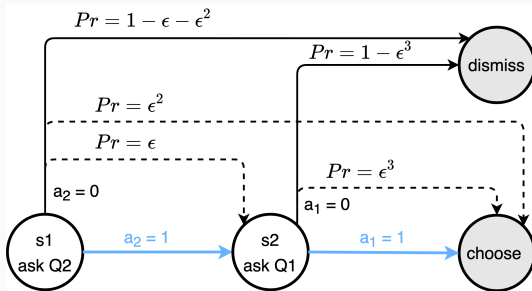 Pr = 1 − ϵ − ϵ²
Pr = 1 − ϵ³
dismiss
Pr = ϵ²
Pr = ϵ
Pr = ϵ³
a₂ = 0
a₁ = 0
s1
ask Q2
a₂ = 1
s2
ask Q1
a₁ = 1
choose